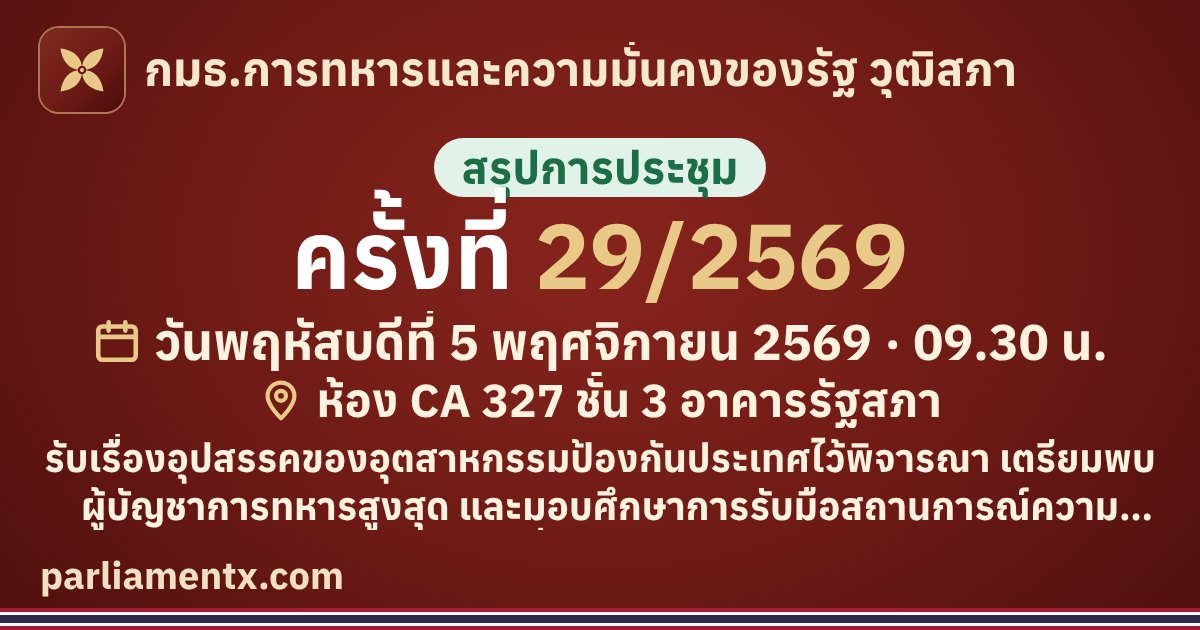 กมธ.การทหารและความมั่นคงของรัฐ วุฒิสภา
สรุปการประชุม
ครั้งที่ 29/2569
วันพฤหัสบดีที่ 5 พฤศจิกายน 2569 · 09.30 น.
ห้อง CA 327 ชั้น 3 อาคารรัฐสภา
รับเรื่องอุปสรรคของอุตสาหกรรมป้องกันประเทศไว้พิจารณา เตรียมพบ
ผู้บัญชาการทหารสูงสุด และมอบศึกษาการรับมือสถานการณ์ความ...
parliamentx.com